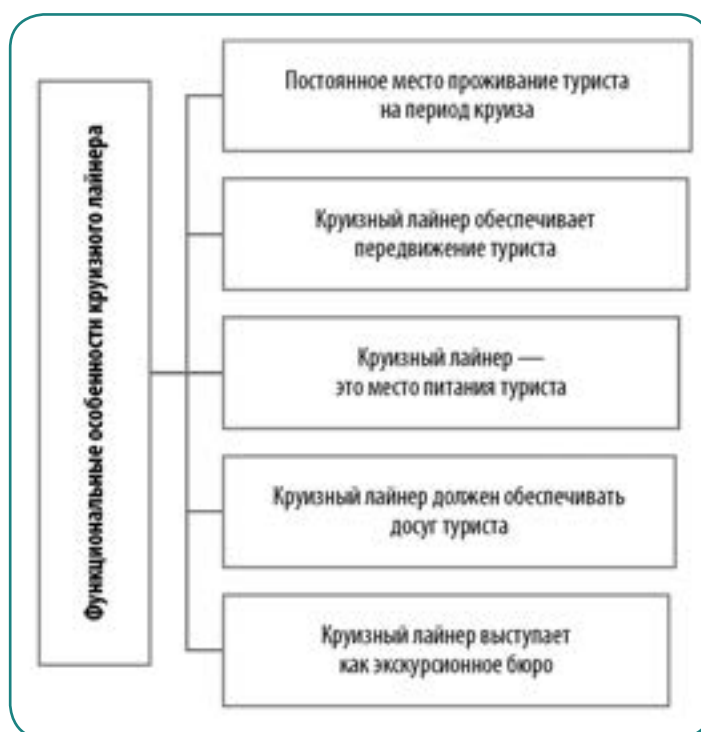 Функциональные особенности круизного лайнера
Постоянное место проживание туриста
на период круиза
Круизный лайнер обеспечивает
передвижение туриста
Круизный лайнер —
это место питания туриста
Круизный лайнер должен обеспечивать
досуг туриста
Круизный лайнер выступает
как экскурсионное бюро